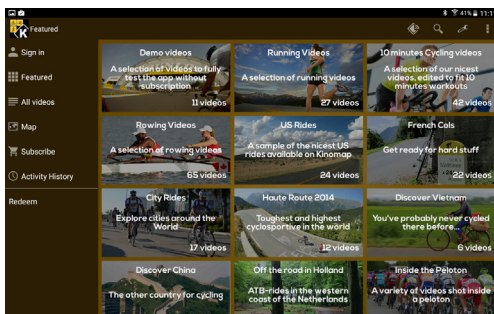 41% 11:1
K
Featured
Sign in
Featured
All videos
Map
Subscribe
Activity History
Redeem
Demo videos
A selection of videos to fully
test the app without
subscription
11 videos
Running Videos
A selection of running videos
27 videos
10 minutes Cycling videos
A selection of our nicest
videos, edited to fit 10
minutes workouts
42 videos
Rowing Videos
A selection of rowing videos
65 videos
US Rides
A sample of the nicest US
rides available on Kinomap
24 videos
French Cols
Get ready for hard stuff
22 videos
City Rides
Explore cities around the
World
17 videos
Haute Route 2014
Toughest and highest
cyclosportive in the world
12 videos
Discover Vietnam
You've probably never cycled
there before...
6 videos
Discover China
The other country for cycling
Off the road in Holland
ATB-rides in the western
coast of the Netherlands
Inside the Peloton
A variety of videos shot inside
a peloton